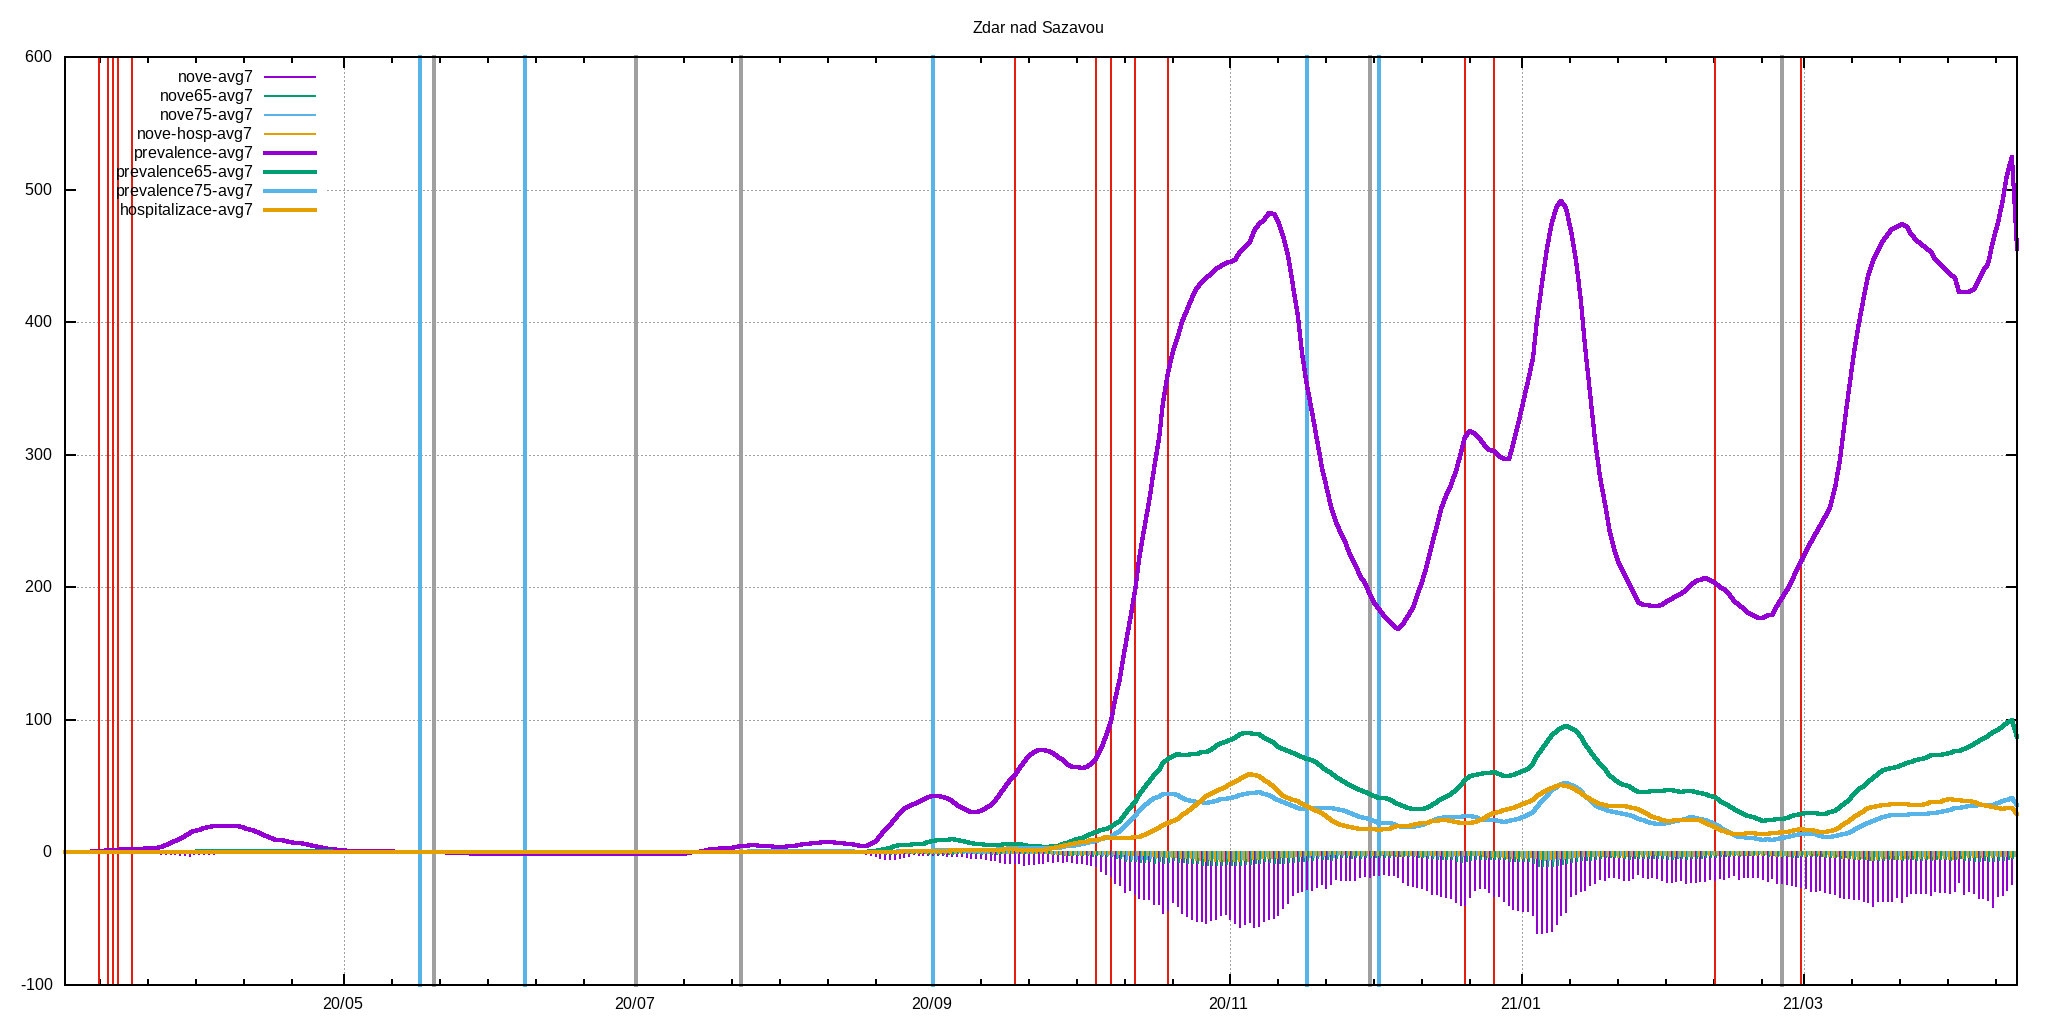 Zdar nad Sazavou
600
500
400
300
200
100
0
-100
nove-avg7
nove65-avg7
nove75-avg7
nove-hosp-avg7
prevalence-avg7
prevalence65-avg7
prevalence75-avg7
hospitalizace-avg7
20/05
20/07
20/09
20/11
21/01
21/03